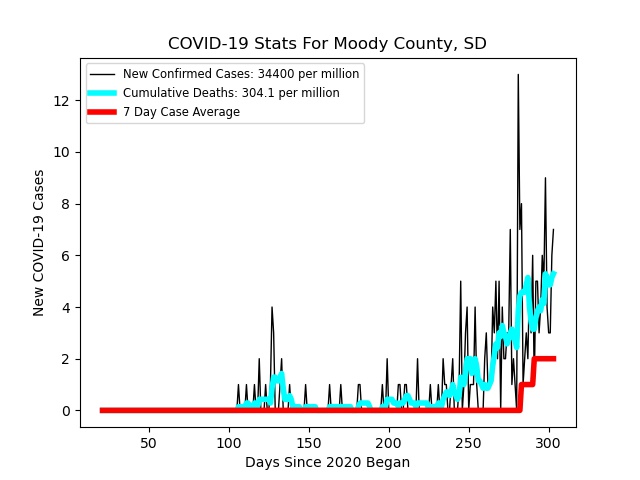 COVID-19 Stats For Moody County, SD
New Confirmed Cases: 34400 per million
Cumulative Deaths: 304.1 per million
7 Day Case Average
New COVID-19 Cases
12
10
8
6
4
2
0
50 100 150 200 250 300
Days Since 2020 Began